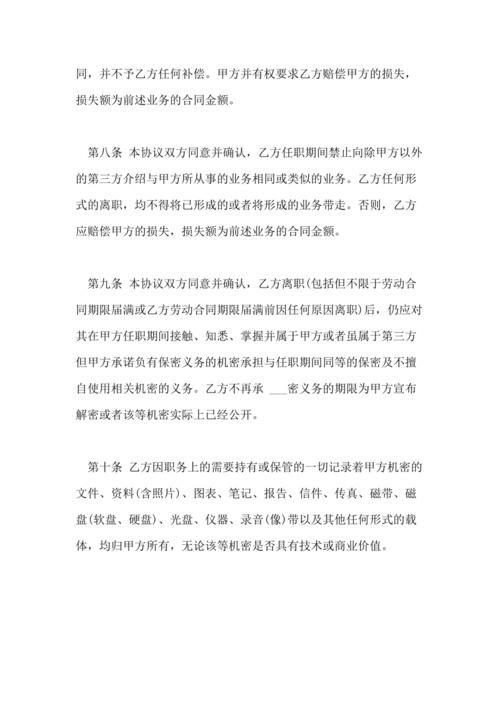 同，并不予乙方任何补偿。甲方并有权要求乙方赔偿甲方的损失，
损失额为前述业务的合同金额。
第八条 本协议双方同意并确认，乙方任职期间禁止向除甲方以外
的第三方介绍与甲方所从事的业务相同或类似的业务。乙方任何形
式的离职，均不得将已形成的或者将形成的业务带走。否则，乙方
应赔偿甲方的损失，损失额为前述业务的合同金额。
第九条 本协议双方同意并确认，乙方离职(包括但不限于劳动合
同期限届满或乙方劳动合同期限届满前因任何原因离职)后，仍应对
其在甲方任职期间接触、知悉、掌握并属于甲方或者虽属于第三方
但甲方承诺负有保密义务的机密承担与任职期间同等的保密及不擅
自使用相关机密的义务。乙方不再承 ___密义务的期限为甲方宣布
解密或者该等机密实际上已经公开。
第十条 乙方因职务上的需要持有或保管的一切记录着甲方机密的
文件、资料(含照片)、图表、笔记、报告、信件、传真、磁带、磁
盘(软盘、硬盘)、光盘、仪器、录音(像)带以及其他任何形式的载
体，均归甲方所有，无论该等机密是否具有技术或商业价值。